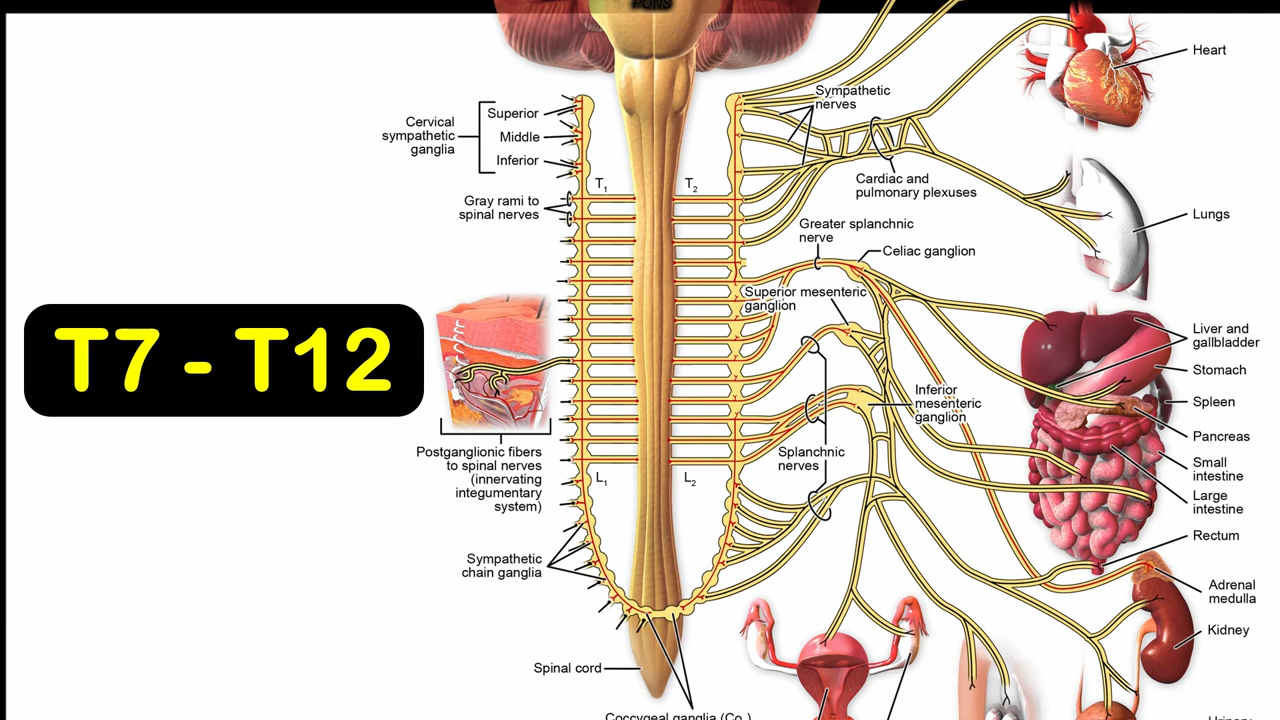 PONS
Heart
Sympathetic
nerves
Superior
Cervical
sympathetic
ganglia
Middle
Inferior
T1
T2
Cardiac and
pulmonary plexuses
Gray rami to
spinal nerves
Lungs
Greater splanchnic
nerve
Celiac ganglion
Superior mesenteric
ganglion
T7 - T12
Liver and
gallbladder
Stomach
Inferior
mesenteric
ganglion
Spleen
Pancreas
Postganglionic fibers
to spinal nerves
(innervating
integumentary
system)
Splanchnic
nerves
Small
intestine
L1
L2
Large
intestine
Rectum
Sympathetic
chain ganglia
Adrenal
medulla
Kidney
Spinal cord
Coccygeal ganglia (Co )
Urinary